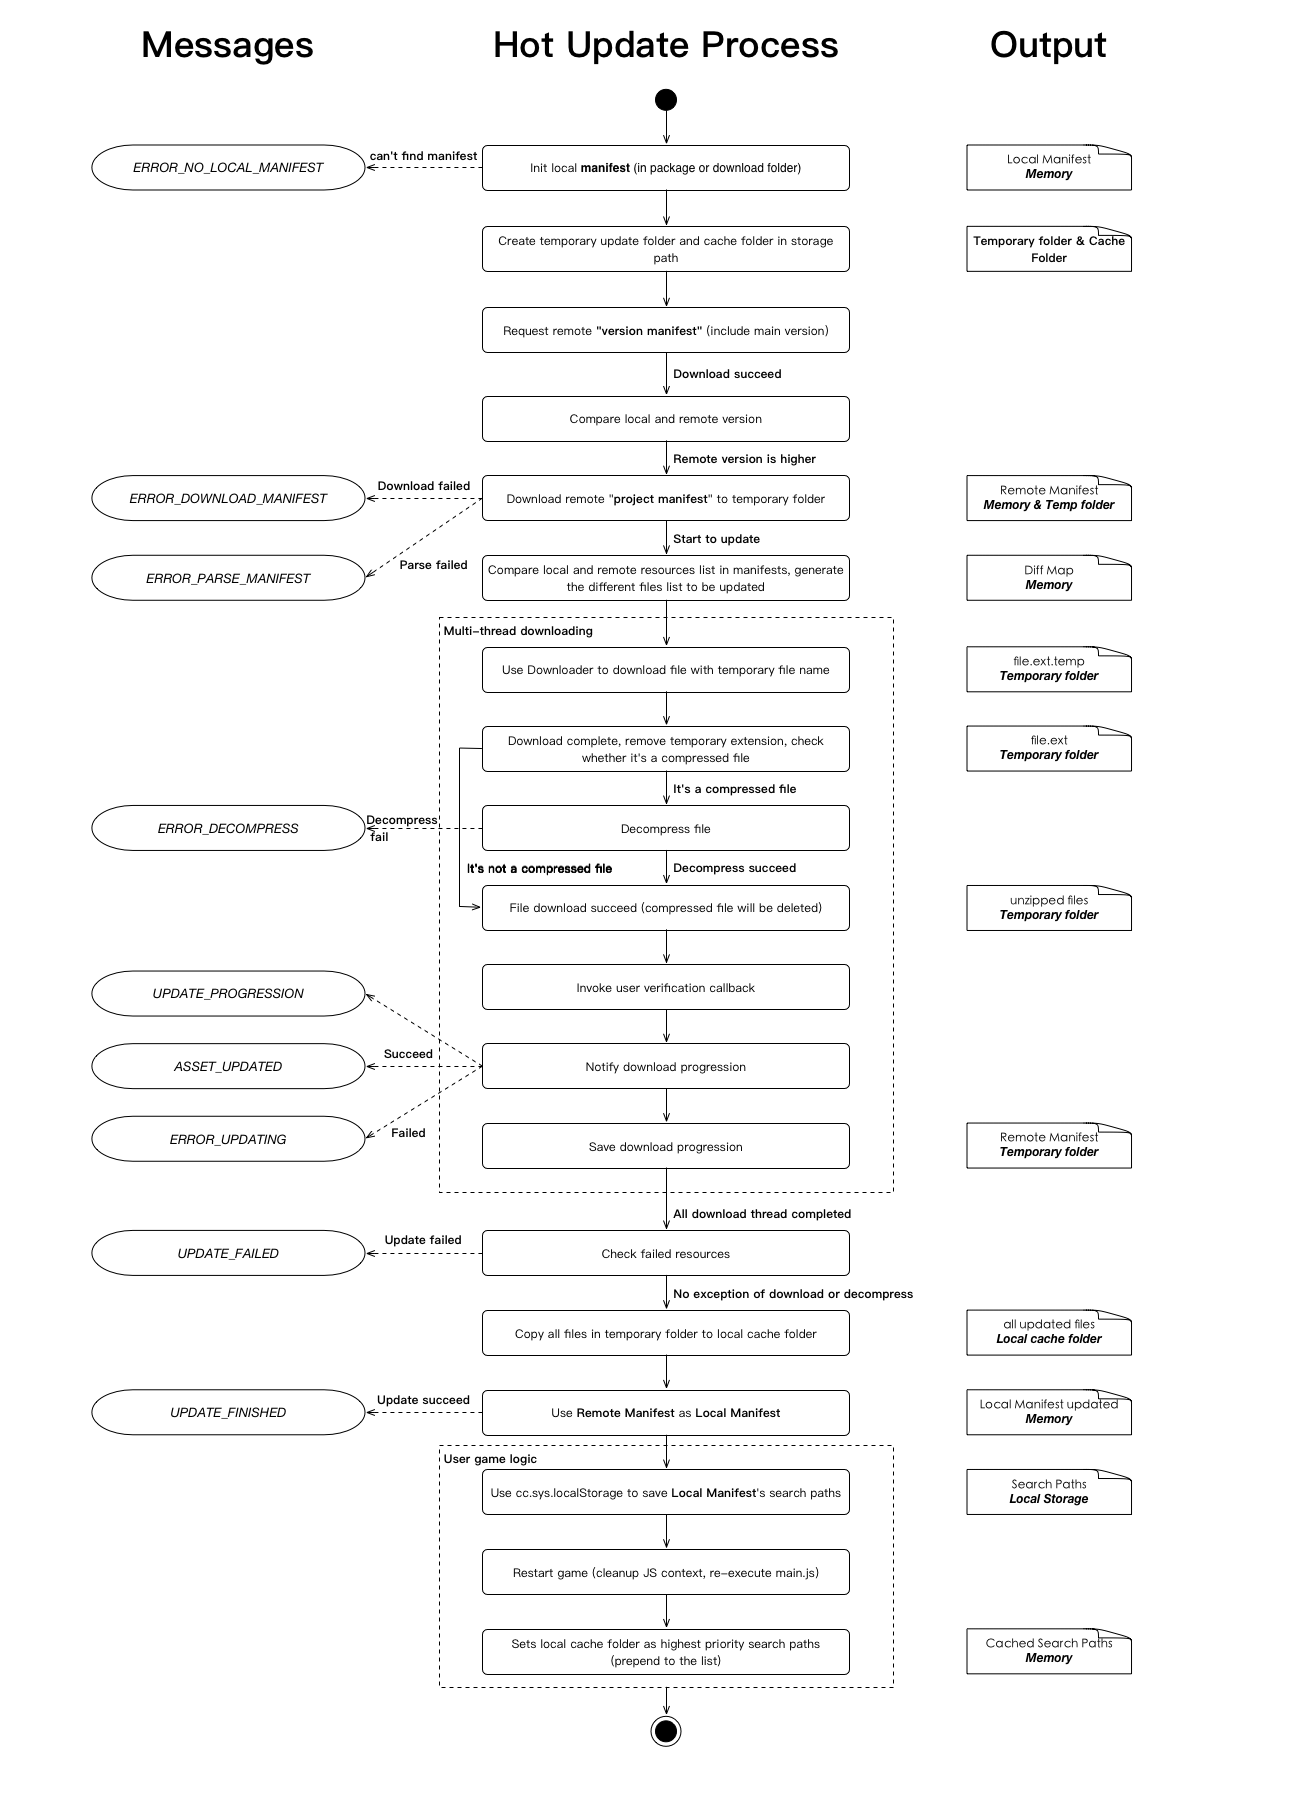 Messages
Hot Update Process
Output
can't find manifest
ERROR_NO_LOCAL_MANIFEST
Init local manifest (in package or download folder)
Local Manifest
Memory
Create temporary update folder and cache folder in storage
path
Temporary folder & Cache
Folder
Request remote "version manifest" (include main version)
Download succeed
Compare local and remote version
Remote version is higher
Download failed
ERROR_DOWNLOAD_MANIFEST
Download remote "project manifest" to temporary folder
Remote Manifest
Memory & Temp folder
Start to update
Parse failed
ERROR_PARSE_MANIFEST
Compare local and remote resources list in manifests, generate
the different files list to be updated
Diff Map
Memory
Multi-thread downloading
Use Downloader to download file with temporary file name
file.ext.temp
Temporary folder
Download complete, remove temporary extension, check
whether it's a compressed file
file.ext
Temporary folder
It's a compressed file
Decompress
fail
ERROR_DECOMPRESS
Decompress file
It's not a compressed file
Decompress succeed
File download succeed (compressed file will be deleted)
unzipped files
Temporary folder
Invoke user verification callback
UPDATE_PROGRESSION
Succeed
ASSET_UPDATED
Notify download progression
Failed
ERROR_UPDATING
Save download progression
Remote Manifest
Temporary folder
All download thread completed
Update failed
UPDATE_FAILED
Check failed resources
No exception of download or decompress
Copy all files in temporary folder to local cache folder
all updated files
Local cache folder
Update succeed
UPDATE_FINISHED
Use Remote Manifest as Local Manifest
Local Manifest updated
Memory
User game logic
Use cc.sys.localStorage to save Local Manifest's search paths
Search Paths
Local Storage
Restart game (cleanup JS context, re-execute main.js)
Sets local cache folder as highest priority search paths
(prepend to the list)
Cached Search Paths
Memory